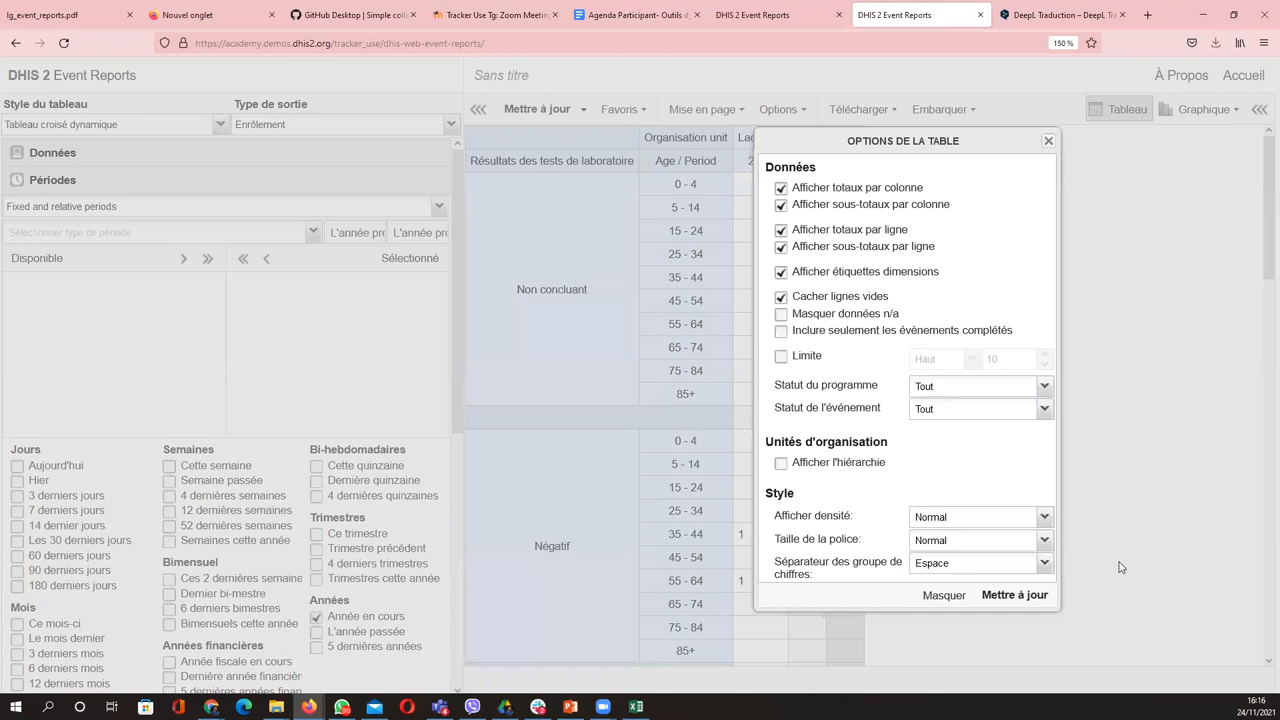 lg_event_reports.pdf
Nouvel onglet
GitHub Desktop | Simple colla
Tracker Use Tg: Zoom Meetin
Agenda Participant- Outils d
DHIS 2 Event Reports
DHIS 2 Event Reports
DeepL Traduction – DeepL Tra
https://academy.demos.dhis2.org/tracker_use/dhis-web-event-reports/
150 %
DHIS 2 Event Reports
Sans titre
À Propos
Accueil
Style du tableau
Type de sortie
Tableau croisé dynamique
Enrôlement
Mettre à jour
Favoris
Mise en page
Options
Télécharger
Embarquer
Tableau
Graphique
Données
Périodes
Fixed and relative periods
Sélectionner type de période
L'année pre
L'année pro
Disponible
Sélectionné
Jours
Aujourd'hui
Hier
3 derniers jours
7 derniers jours
14 dernier jours
Les 30 derniers jours
60 derniers jours
90 derniers jours
180 derniers jours
Mois
Ce mois-ci
Le mois dernier
3 derniers mois
6 derniers mois
12 derniers mois
Semaines
Cette semaine
Semaine passée
4 dernières semaines
12 dernières semaines
52 dernières semaines
Semaines cette année
Bimensuel
Ces 2 dernières semaine
Dernier bi-mestre
6 derniers bimestres
Bimensuels cette année
Années financières
Année fiscale en cours
Dernière année financière
5 dernières années finan
Bi-hebdomadaires
Cette quinzaine
Dernière quinzaine
4 dernières quinzaines
Trimestres
Ce trimestre
Trimestre précédent
4 derniers trimestres
Trimestres cette année
Années
Année en cours
L'année passée
5 dernières années
Organisation unit
Lac
Résultats des tests de laboratoire
Age / Period
2
Non concluant
0 - 4
5 - 14
15 - 24
25 - 34
35 - 44
45 - 54
55 - 64
65 - 74
75 - 84
85+
Négatif
0 - 4
5 - 14
15 - 24
25 - 34
35 - 44
1
45 - 54
55 - 64
1
65 - 74
75 - 84
85+
OPTIONS DE LA TABLE
Données
Afficher totaux par colonne
Afficher sous-totaux par colonne
Afficher totaux par ligne
Afficher sous-totaux par ligne
Afficher étiquettes dimensions
Cacher lignes vides
Masquer données n/a
Inclure seulement les évènements complétés
Limite
Haut
10
Statut du programme
Tout
Statut de l'événement
Tout
Unités d'organisation
Afficher l'hiérarchie
Style
Afficher densité:
Normal
Taille de la police:
Normal
Séparateur des groupe de
chiffres:
Espace
Masquer
Mettre à jour
16:16
24/11/2021